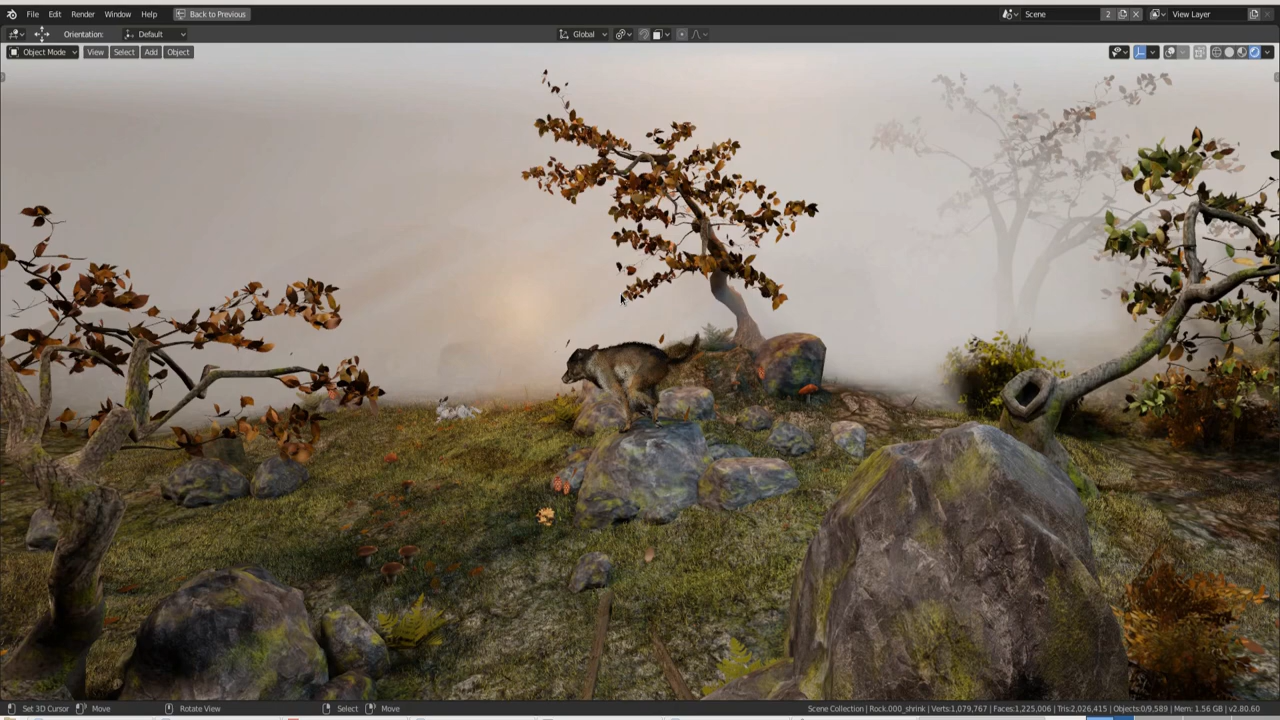 File Edit Render Window Help Back to Previous Scene 2 View Layer
Orientation: Default Global
Object Mode View Select Add Object
Set 3D Cursor Move Rotate View Select Move Scene Collection | Rock.000_shrink | Verts:1,079,767 | Faces:1,225,006 | Tris:2,026,415 | Objects:0/9,589 | Mem: 1.56 GB | v2.80.60